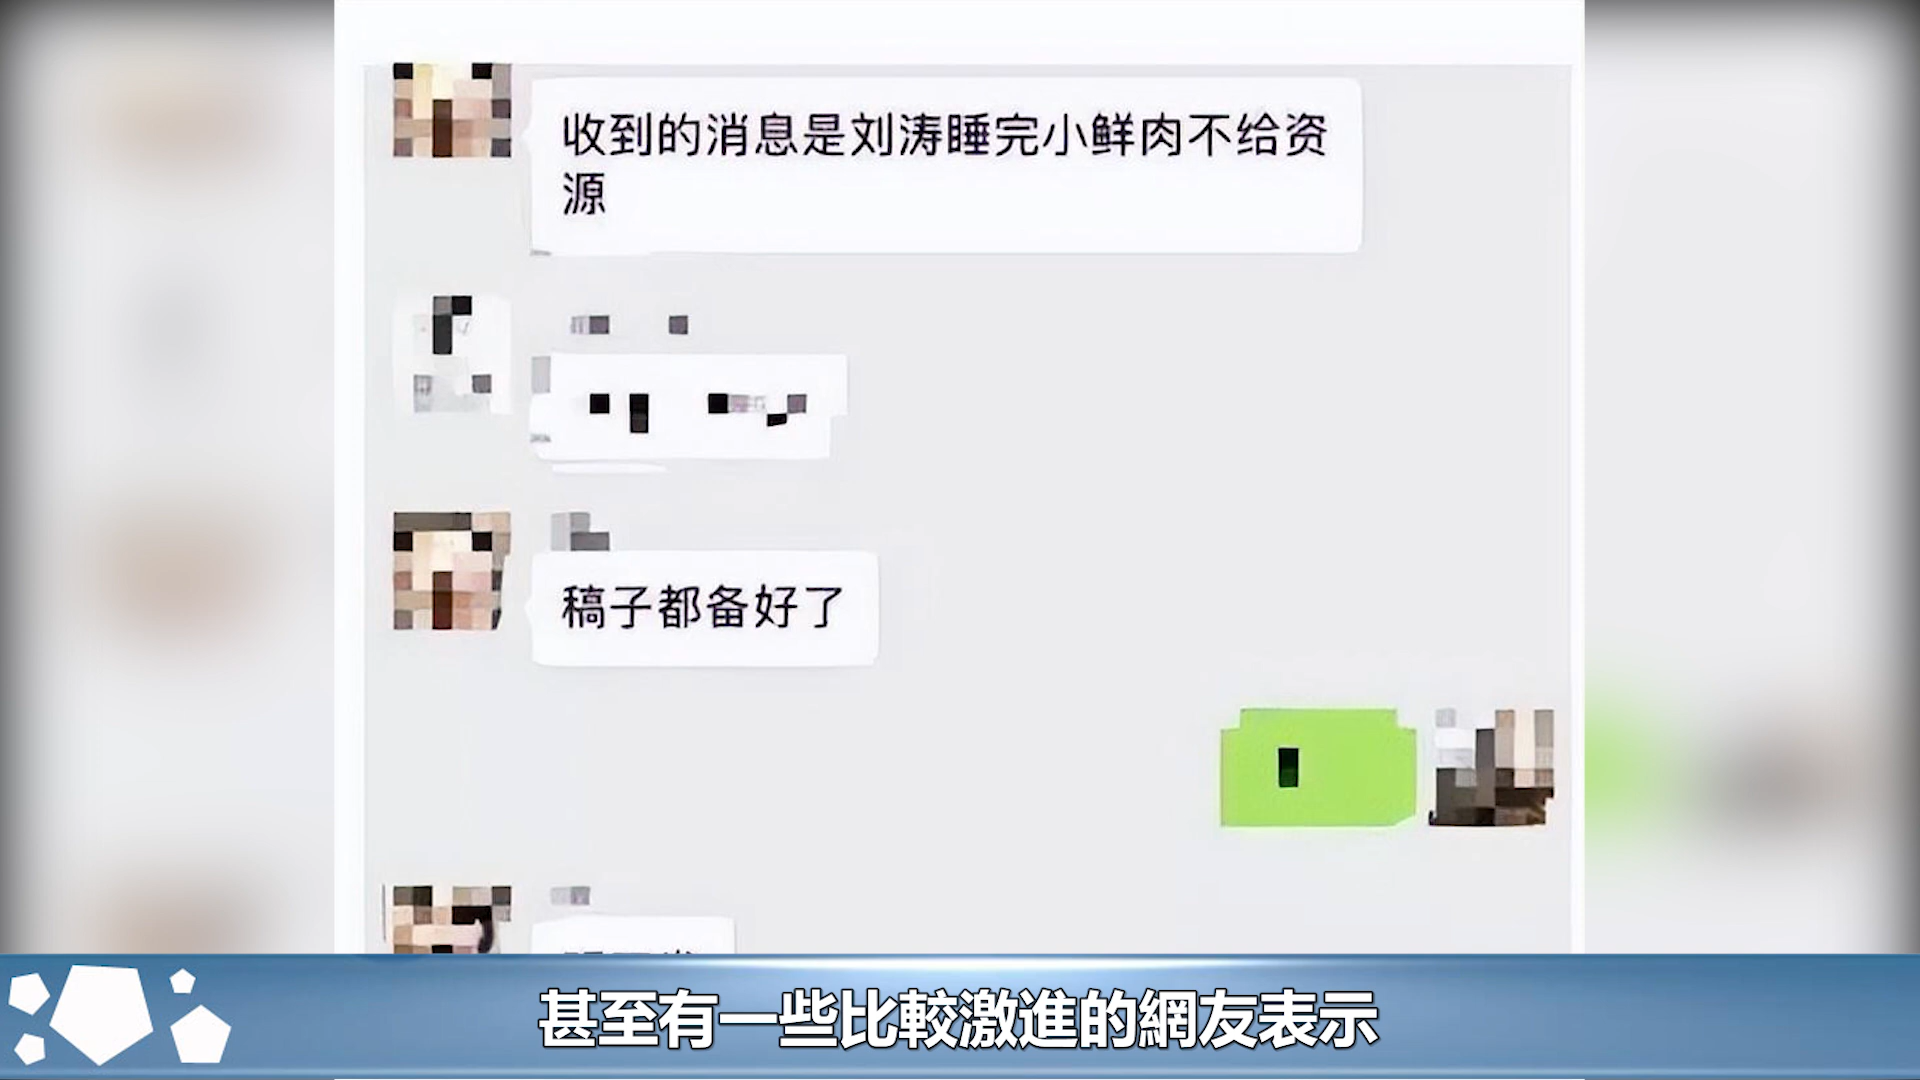 收到的消息是刘涛睡完小鲜肉不给资
源
稿子都备好了
甚至有一些比較激進的網友表示